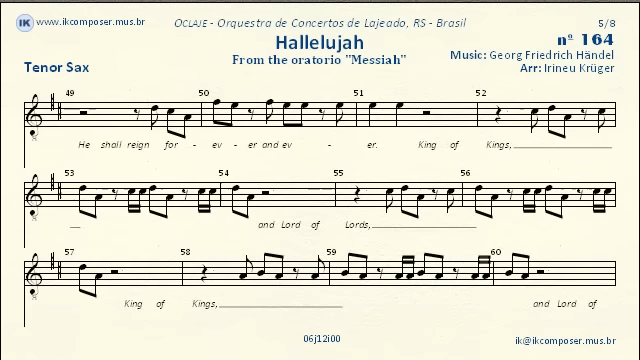 IK www.ikcomposer.mus.br
OCLAJE - Orquestra de Concertos de Lajeado, RS - Brasil
5/8
Hallelujah
nº 164
From the oratorio "Messiah"
Music: Georg Friedrich Händel
Tenor Sax
Arr: Irineu Krüger
49 50 51 52
He shall reign for - ev - er and ev - er. King of Kings,
53 54 55 56
and Lord of Lords,
57 58 59 60
King of Kings, and Lord of
06j12i00
ik@ikcomposer.mus.br